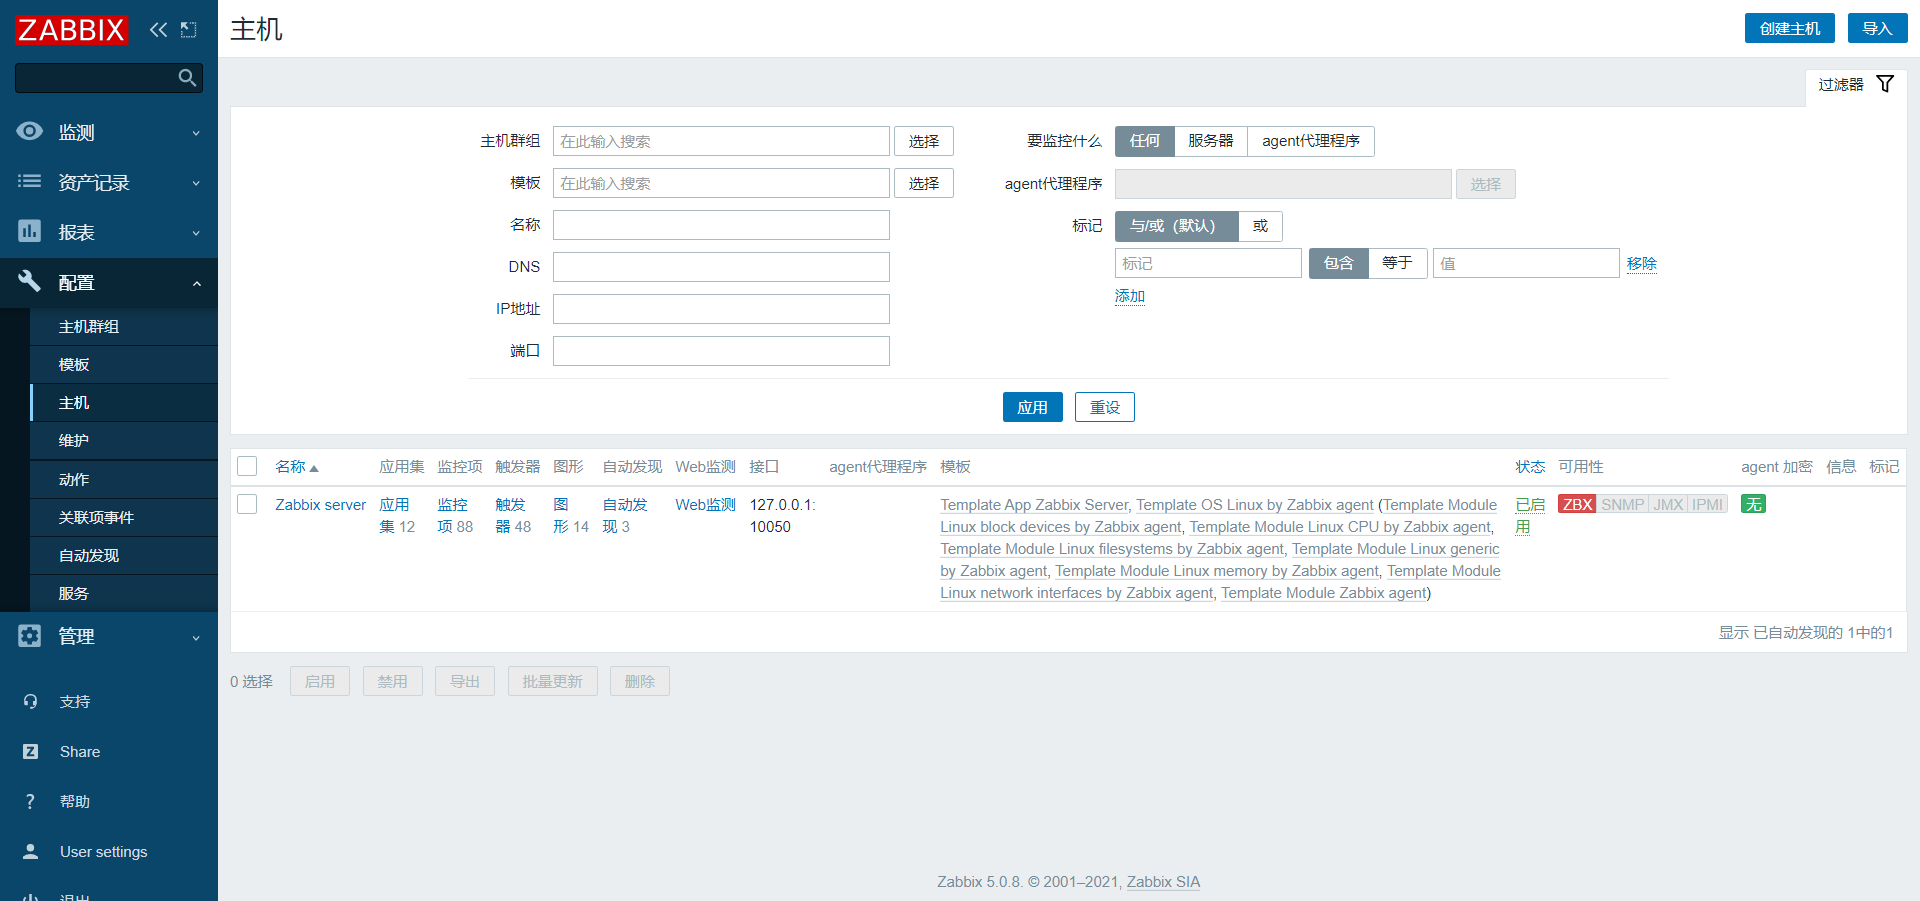 ZABBIX
监测
资产记录
报表
配置
主机群组
模板
主机
维护
动作
关联项事件
自动发现
服务
管理
支持
Share
帮助
User settings
退出
主机
创建主机
导入
过滤器
主机群组 在此输入搜索 选择
模板 在此输入搜索 选择
名称
DNS
IP地址
端口
要监控什么 任何 服务器 agent代理程序
agent代理程序 选择
标记 与/或（默认） 或
标记 包含 等于 值 移除
添加
应用 重设
名称 应用集 监控项 触发器 图形 自动发现 Web监测 接口 agent代理程序 模板 状态 可用性 agent 加密 信息 标记
Zabbix server
应用
集 12
监控
项 88
触发
器 48
图
形 14
自动发
现 3
Web监测
127.0.0.1:
10050
Template App Zabbix Server, Template OS Linux by Zabbix agent (Template Module
Linux block devices by Zabbix agent, Template Module Linux CPU by Zabbix agent,
Template Module Linux filesystems by Zabbix agent, Template Module Linux generic
by Zabbix agent, Template Module Linux memory by Zabbix agent, Template Module
Linux network interfaces by Zabbix agent, Template Module Zabbix agent)
已启
用
ZBX SNMP JMX IPMI
无
显示 已自动发现的 1中的1
0 选择 启用 禁用 导出 批量更新 删除
Zabbix 5.0.8. © 2001–2021, Zabbix SIA